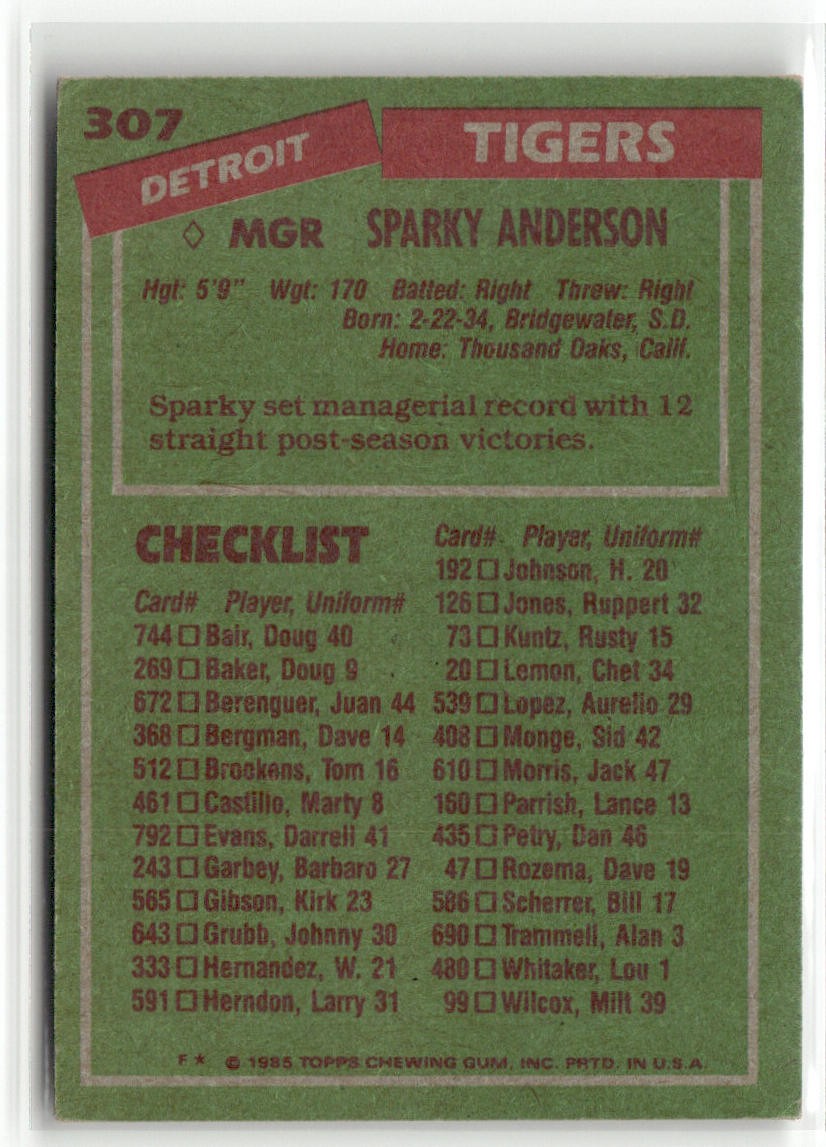 307
DETROIT TIGERS
◇ MGR SPARKY ANDERSON
Hgt: 5'9" Wgt: 170 Batted: Right Threw: Right
Born: 2-22-34, Bridgewater, S.D.
Home: Thousand Oaks, Calif.
Sparky set managerial record with 12
straight post-season victories.
CHECKLIST
Card# Player, Uniform#
744 □ Bair, Doug 40
269 □ Baker, Doug 9
672 □ Berenguer, Juan 44
368 □ Bergman, Dave 14
512 □ Brookens, Tom 16
461 □ Castillo, Marty 8
792 □ Evans, Darrell 41
243 □ Garbey, Barbaro 27
565 □ Gibson, Kirk 23
643 □ Grubb, Johnny 30
333 □ Hernandez, W. 21
591 □ Herndon, Larry 31
Card# Player, Uniform#
192 □ Johnson, H. 20
126 □ Jones, Ruppert 32
73 □ Kuntz, Rusty 15
20 □ Lemon, Chet 34
539 □ Lopez, Aurelio 29
408 □ Monge, Sid 42
610 □ Morris, Jack 47
160 □ Parrish, Lance 13
435 □ Petry, Dan 46
47 □ Rozema, Dave 19
586 □ Scherrer, Bill 17
690 □ Trammell, Alan 3
480 □ Whitaker, Lou 1
99 □ Wilcox, Milt 39
F ★ © 1985 TOPPS CHEWING GUM, INC. PRTD. IN U.S.A.